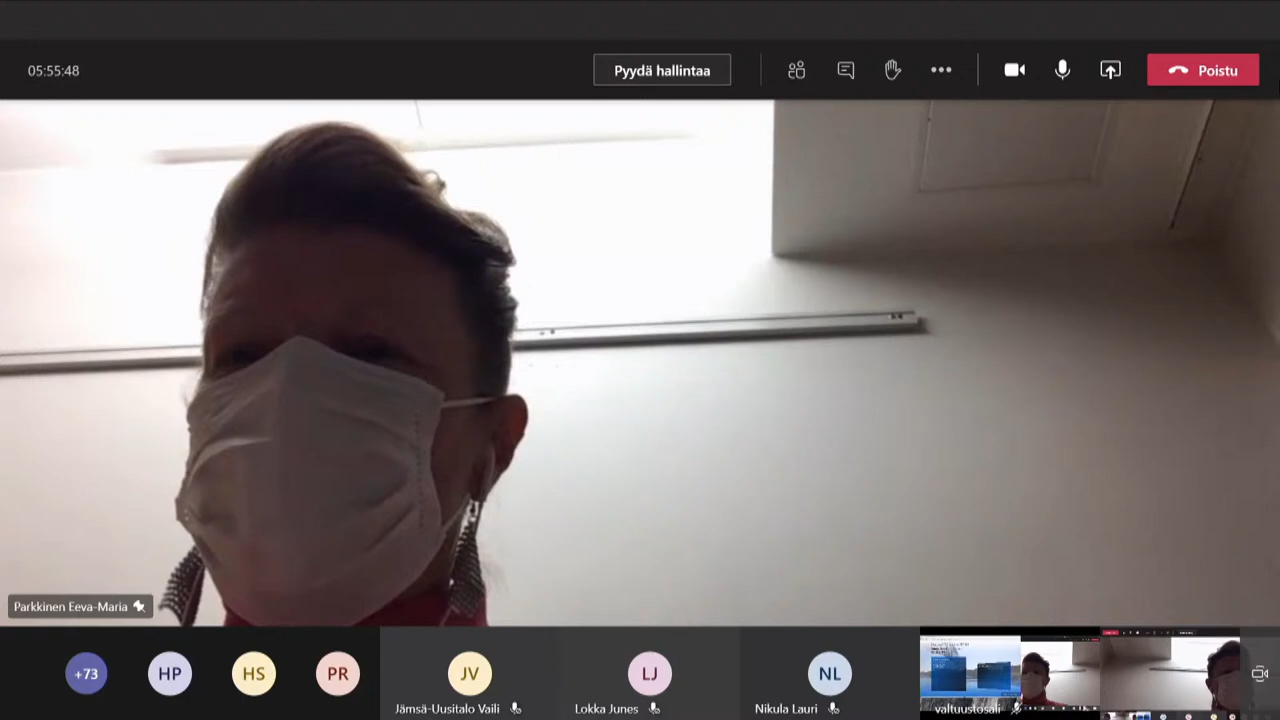 05:55:48
Pyydä hallintaa
Poistu
Parkkinen Eeva-Maria
+73
HP
HS
PR
JV
LJ
NL
Jämsä-Uusitalo Vaili
Lokka Junes
Nikula Lauri
valtuustosali